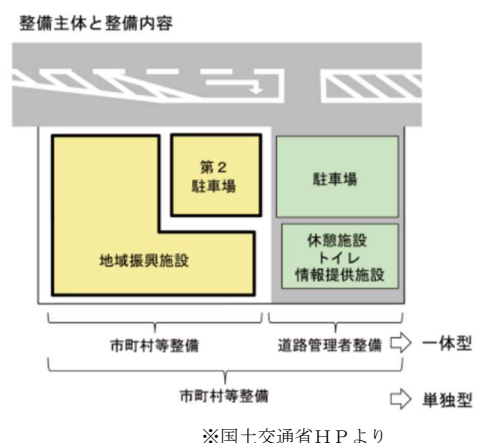 整備主体と整備内容
第２
駐車場
駐車場
地域振興施設
休憩施設
トイレ
情報提供施設
市町村等整備
道路管理者整備
一体型
市町村等整備
単独型
※国土交通省ＨＰより